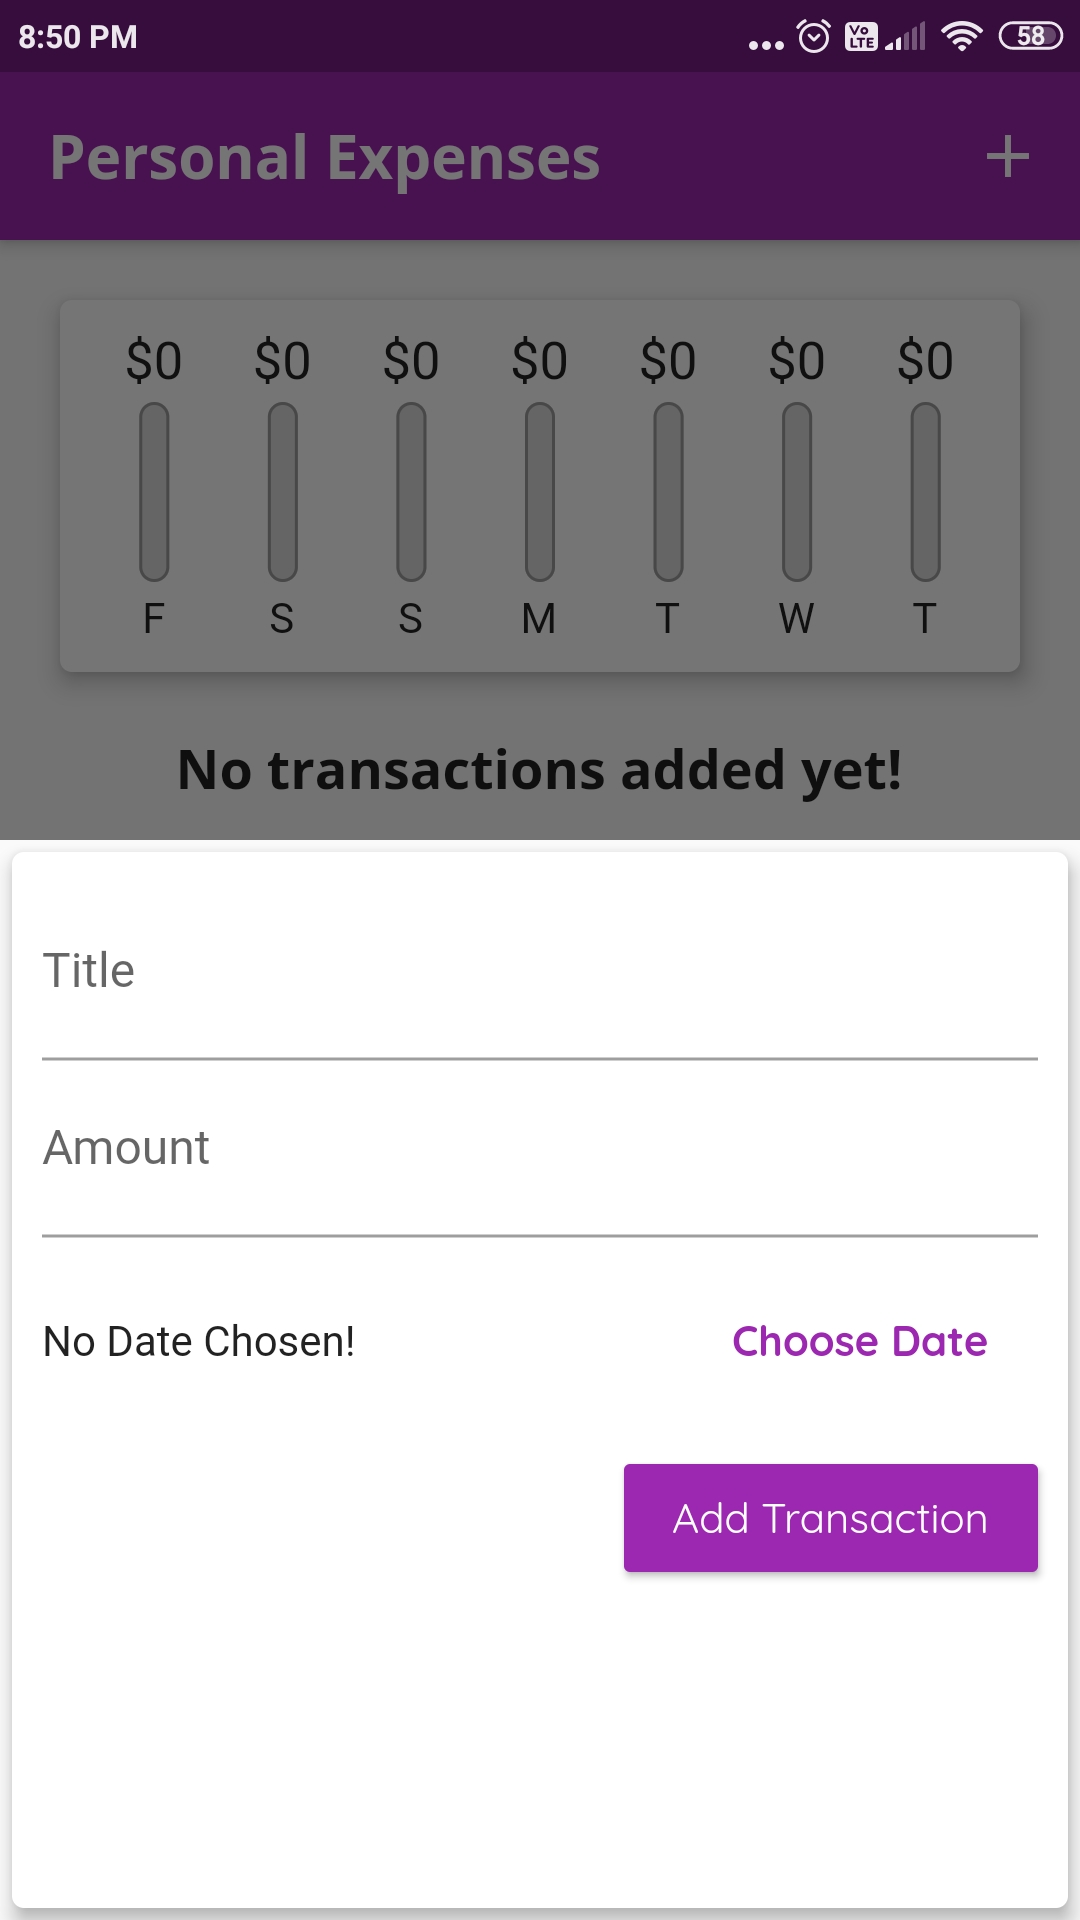 8:50 PM
Vo
LTE
58
Personal Expenses
$0 $0 $0 $0 $0 $0 $0
F S S M T W T
No transactions added yet!
Title
Amount
No Date Chosen!
Choose Date
Add Transaction